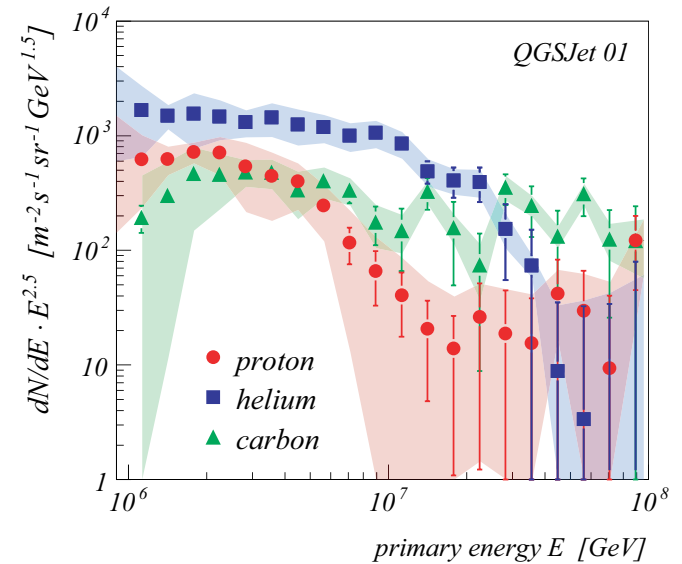 QGSJet 01
dN/dE · E^2.5 [m^-2 s^-1 sr^-1 GeV^1.5]
10^4
10^3
10^2
10
1
proton
helium
carbon
10^6
10^7
10^8
primary energy E [GeV]